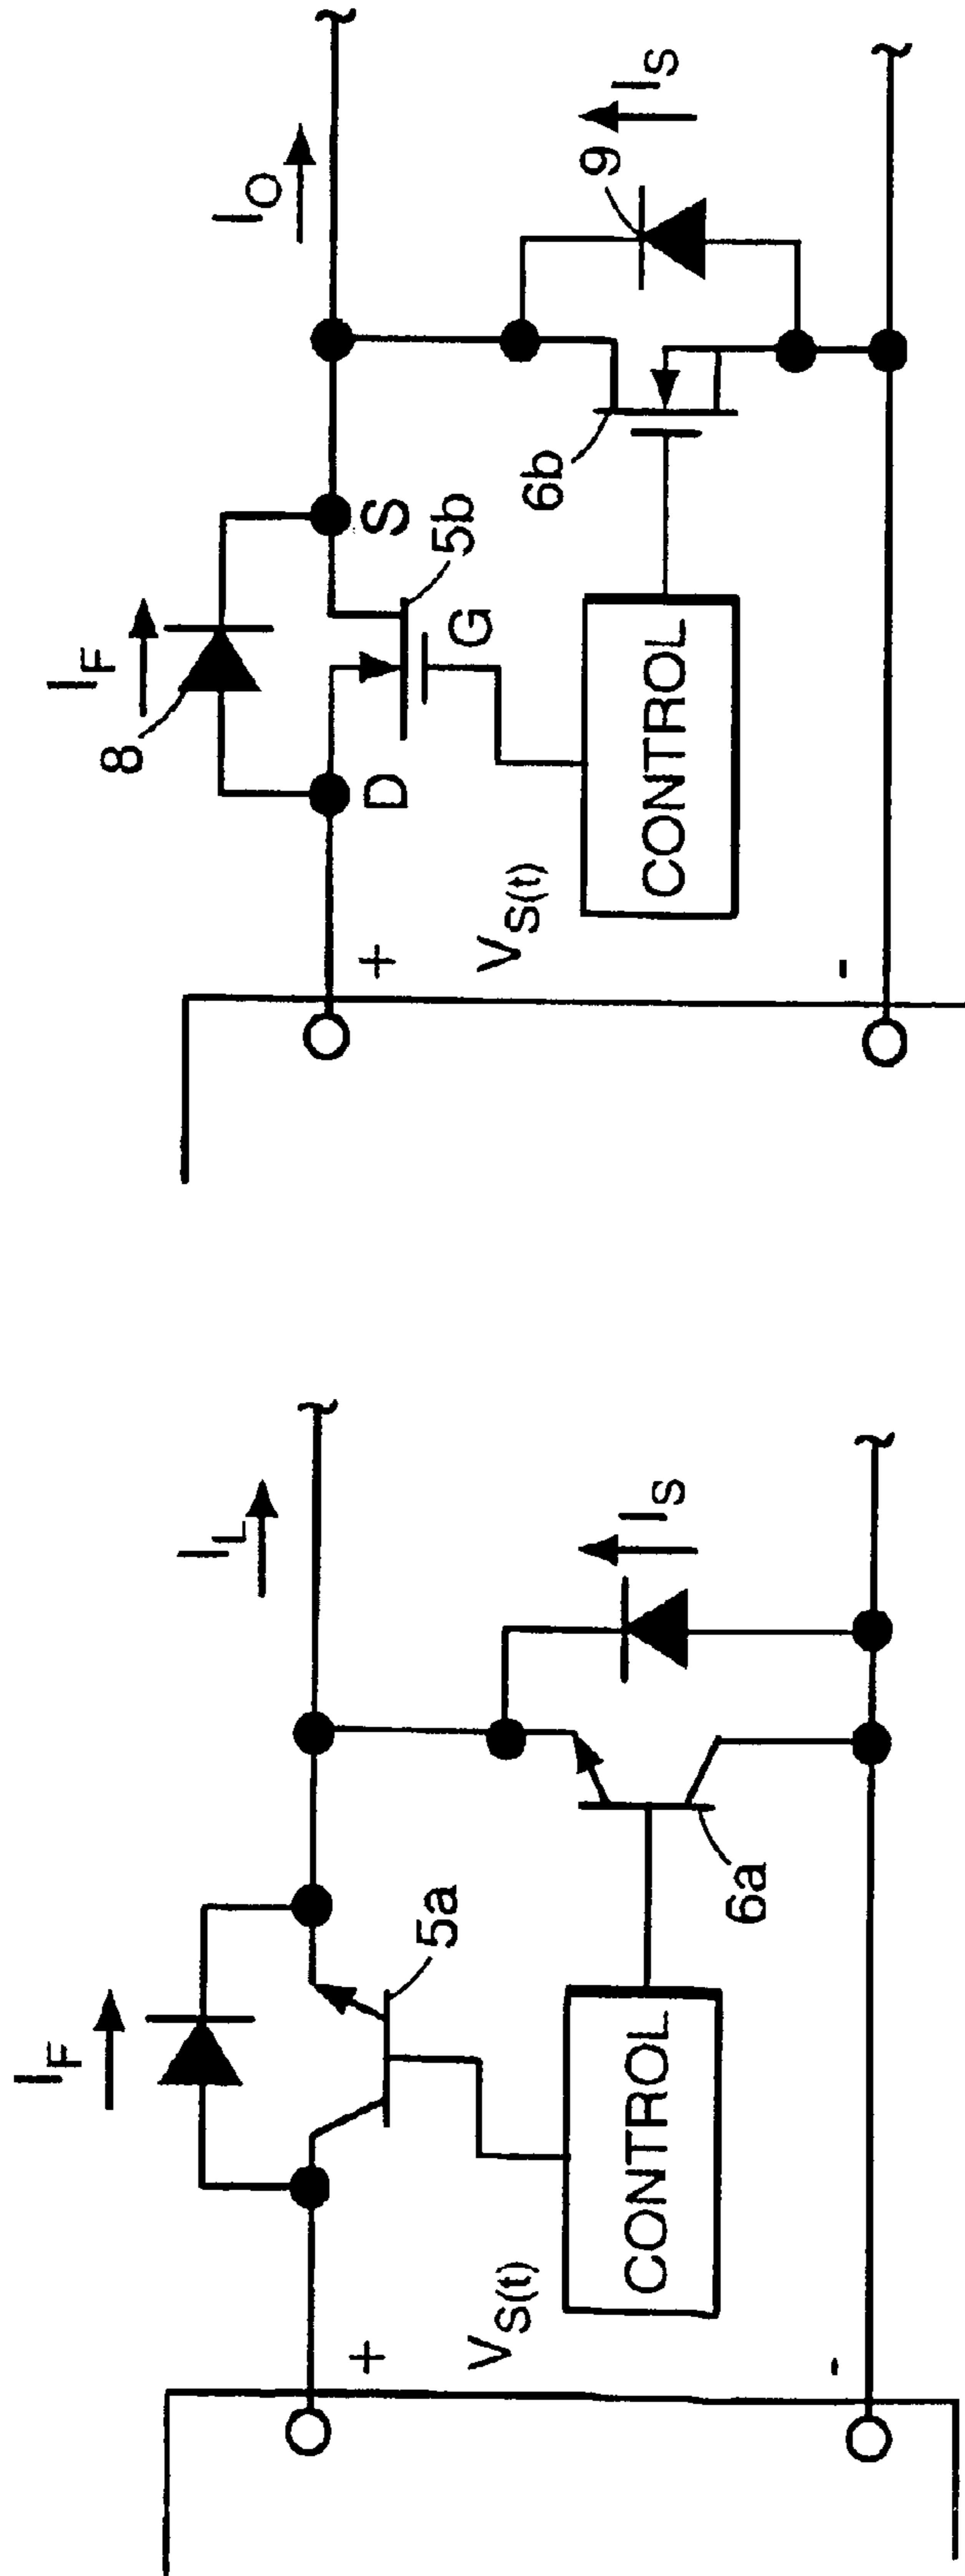 I_F
I_L
5a
I_S
+
V_S(t)
CONTROL
6a
-
I_F
8
I_O
D
S
5b
G
9
I_S
+
V_S(t)
CONTROL
6b
-